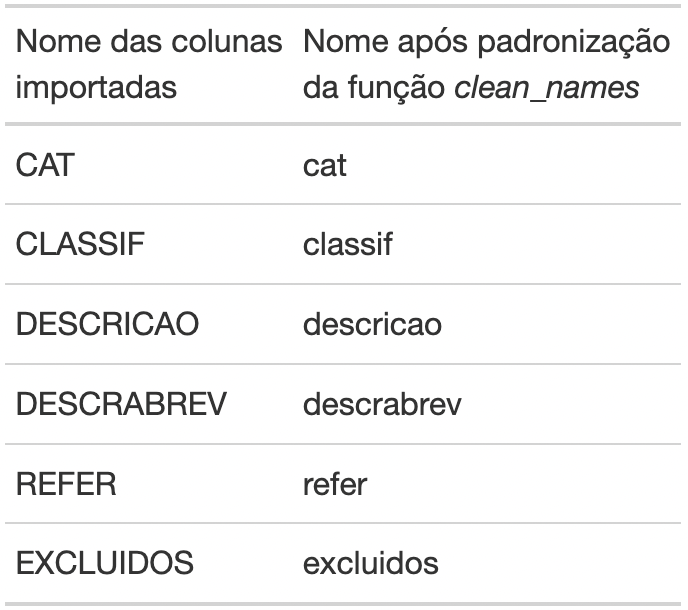 Nome das colunas importadas
Nome após padronização da função clean_names
CAT cat
CLASSIF classif
DESCRICAO descricao
DESCRABREV descrabrev
REFER refer
EXCLUIDOS excluidos